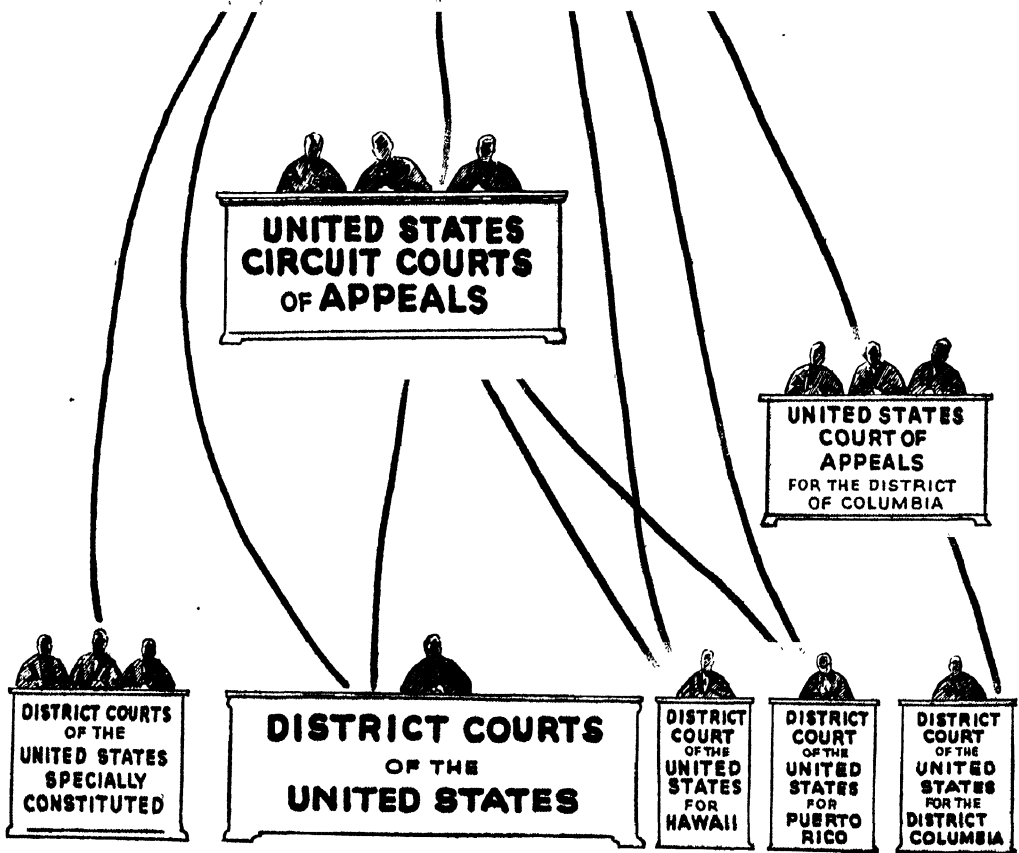 UNITED STATES
CIRCUIT COURTS
OF APPEALS
UNITED STATES
COURT OF
APPEALS
FOR THE DISTRICT
OF COLUMBIA
DISTRICT COURTS
OF THE
UNITED STATES
SPECIALLY
CONSTITUTED
DISTRICT COURTS
OF THE
UNITED STATES
DISTRICT
COURT
OF THE
UNITED
STATES
FOR
HAWAII
DISTRICT
COURT
OF THE
UNITED
STATES
FOR
PUERTO
RICO
DISTRICT
COURT
OF THE
UNITED
STATES
FOR THE
DISTRICT
COLUMBIA